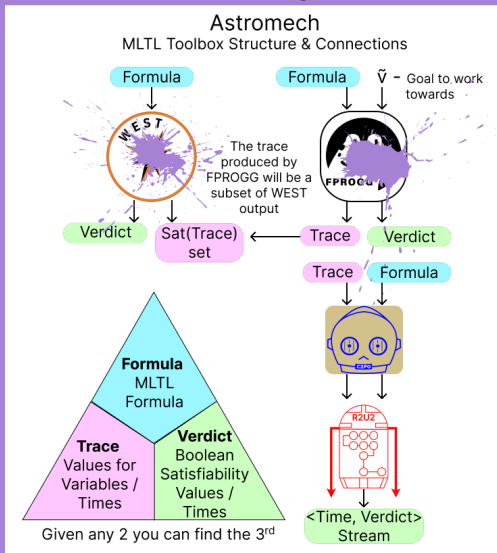 Astromech
MLTL Toolbox Structure & Connections
Formula
Formula
ṽ - Goal to work
towards
WEST
The trace
produced by
FPROGG will be a
subset of WEST
output
FPROGG
Verdict
Sat(Trace)
set
Trace
Verdict
Trace
Formula
C3PO
R2U2
Formula
MLTL
Formula
Trace
Values for
Variables /
Times
Verdict
Boolean
Satisfiability
Values /
Times
Given any 2 you can find the 3rd
<Time, Verdict>
Stream